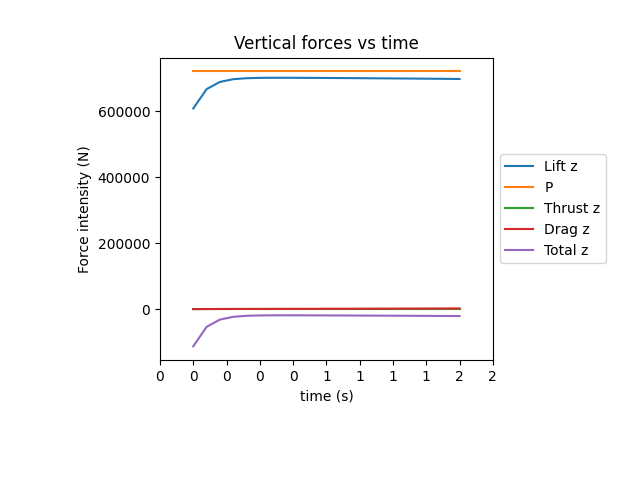 Vertical forces vs time
Force intensity (N)
600000
400000
200000
0
0 0 0 0 0 1 1 1 1 2 2
time (s)
Lift z
P
Thrust z
Drag z
Total z